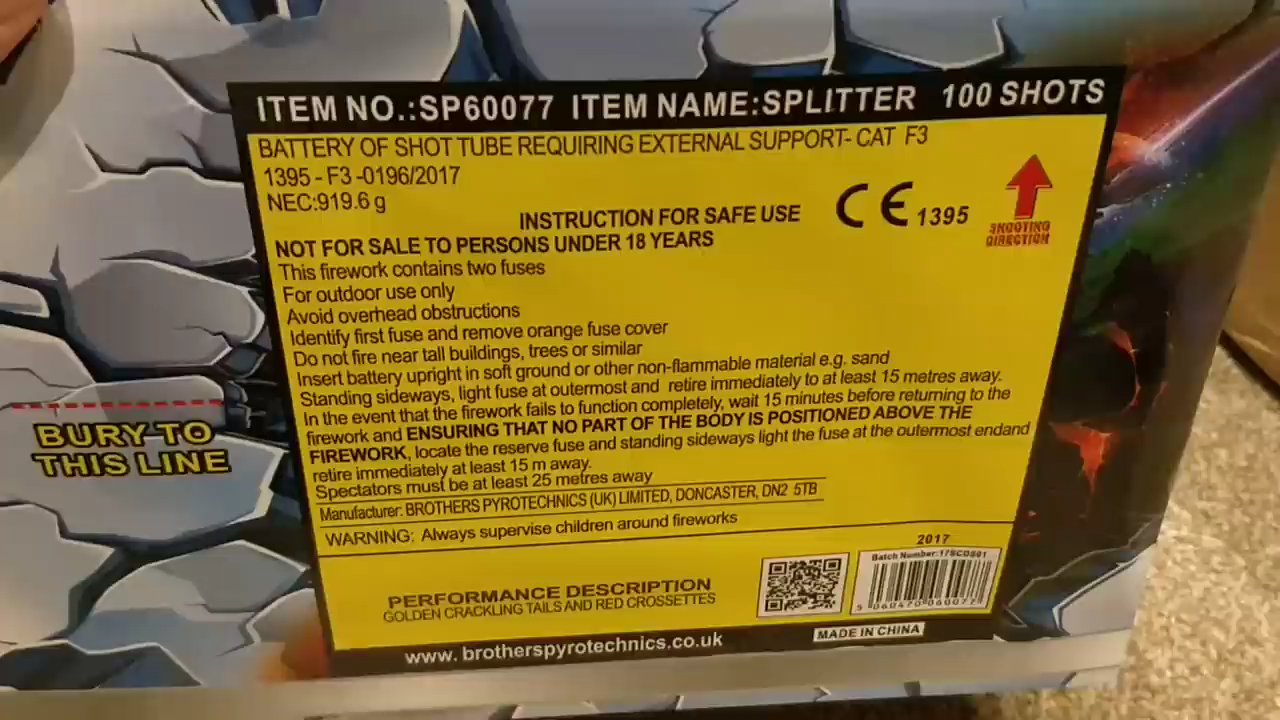 ITEM NO.:SP60077 ITEM NAME:SPLITTER 100 SHOTS
BATTERY OF SHOT TUBE REQUIRING EXTERNAL SUPPORT- CAT F3
1395 - F3 -0196/2017
NEC:919.6 g
INSTRUCTION FOR SAFE USE
CE 1395
SHOOTING
DIRECTION
NOT FOR SALE TO PERSONS UNDER 18 YEARS
This firework contains two fuses
For outdoor use only
Avoid overhead obstructions
Identify first fuse and remove orange fuse cover
Do not fire near tall buildings, trees or similar
Insert battery upright in soft ground or other non-flammable material e.g. sand
Standing sideways, light fuse at outermost and retire immediately to at least 15 metres away.
In the event that the firework fails to function completely, wait 15 minutes before returning to the
firework and ENSURING THAT NO PART OF THE BODY IS POSITIONED ABOVE THE
FIREWORK, locate the reserve fuse and standing sideways light the fuse at the outermost endand
retire immediately at least 15 m away.
Spectators must be at least 25 metres away
Manufacturer: BROTHERS PYROTECHNICS (UK) LIMITED, DONCASTER, DN2 5TB
WARNING: Always supervise children around fireworks
BURY TO
THIS LINE
PERFORMANCE DESCRIPTION
GOLDEN CRACKLING TAILS AND RED CROSSETTES
2017
Batch Number:17SCDS01
5 060470 060077
www. brotherspyrotechnics.co.uk
MADE IN CHINA